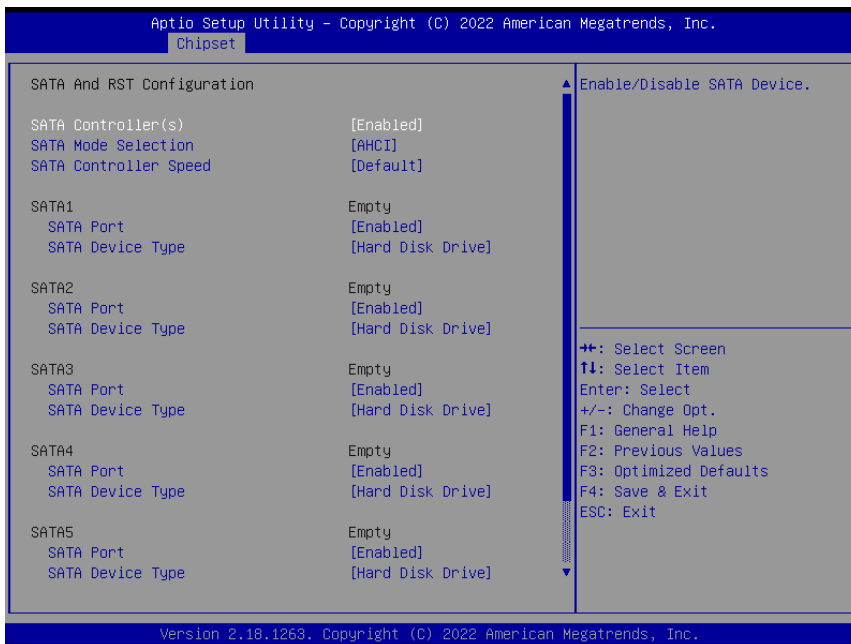 Aptio Setup Utility – Copyright (C) 2022 American Megatrends, Inc.
Chipset
SATA And RST Configuration
SATA Controller(s) [Enabled]
SATA Mode Selection [AHCI]
SATA Controller Speed [Default]
SATA1 Empty
SATA Port [Enabled]
SATA Device Type [Hard Disk Drive]
SATA2 Empty
SATA Port [Enabled]
SATA Device Type [Hard Disk Drive]
SATA3 Empty
SATA Port [Enabled]
SATA Device Type [Hard Disk Drive]
SATA4 Empty
SATA Port [Enabled]
SATA Device Type [Hard Disk Drive]
SATA5 Empty
SATA Port [Enabled]
SATA Device Type [Hard Disk Drive]
Enable/Disable SATA Device.
→←: Select Screen
↑↓: Select Item
Enter: Select
+/-: Change Opt.
F1: General Help
F2: Previous Values
F3: Optimized Defaults
F4: Save & Exit
ESC: Exit
Version 2.18.1263. Copyright (C) 2022 American Megatrends, Inc.